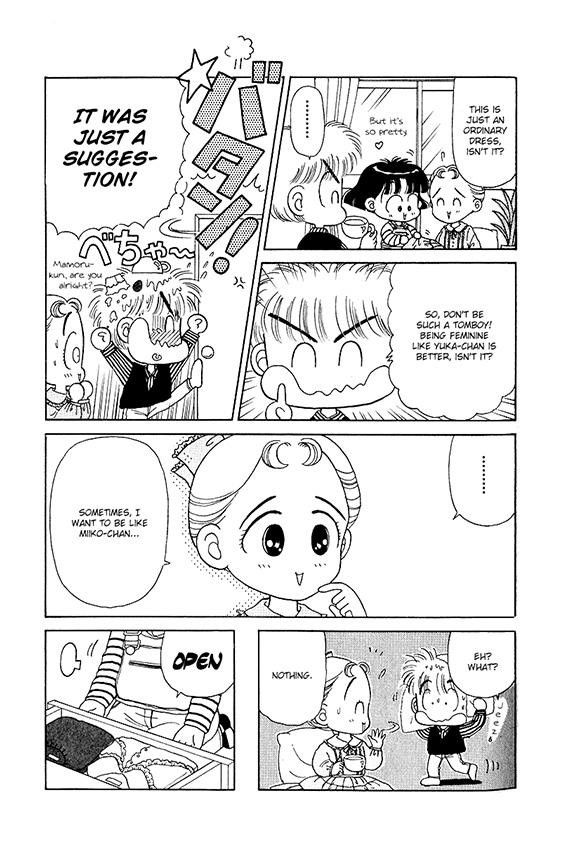 THIS IS
JUST AN
ORDINARY
DRESS,
ISN'T IT?
But it's
so pretty
♡
........
SO, DON'T BE
SUCH A TOMBOY!
BEING FEMININE
LIKE YUKA-CHAN IS
BETTER, ISN'T IT?
バタン!
IT WAS
JUST A
SUGGES-
TION!
べちゃ〜
Mamoru-
kun, are you
alright?
........
SOMETIMES, I
WANT TO BE LIKE
MIIKO-CHAN...
EH?
WHAT?
NOTHING.
OPEN